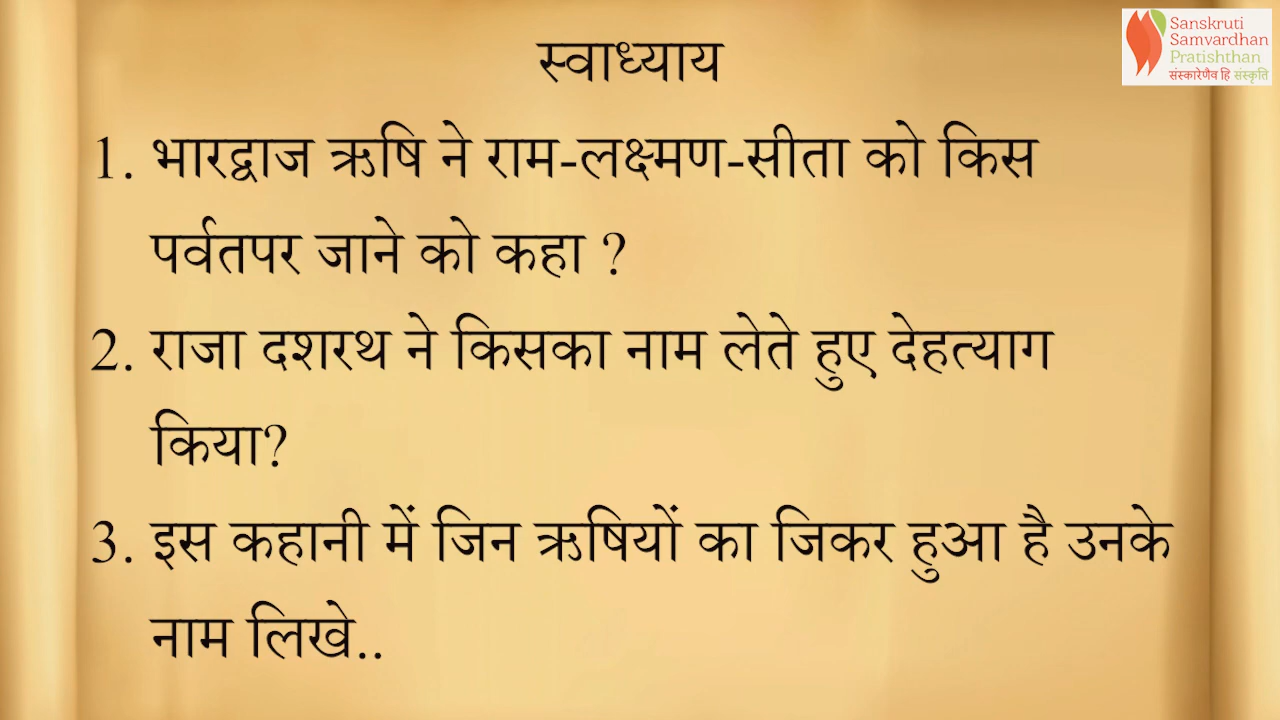 Sanskruti
Samvardhan
Pratishthan
संस्कारेणैव हि संस्कृति
स्वाध्याय
1. भारद्वाज ऋषि ने राम-लक्ष्मण-सीता को किस
पर्वतपर जाने को कहा ?
2. राजा दशरथ ने किसका नाम लेते हुए देहत्याग
किया?
3. इस कहानी में जिन ऋषियों का जिकर हुआ है उनके
नाम लिखे..